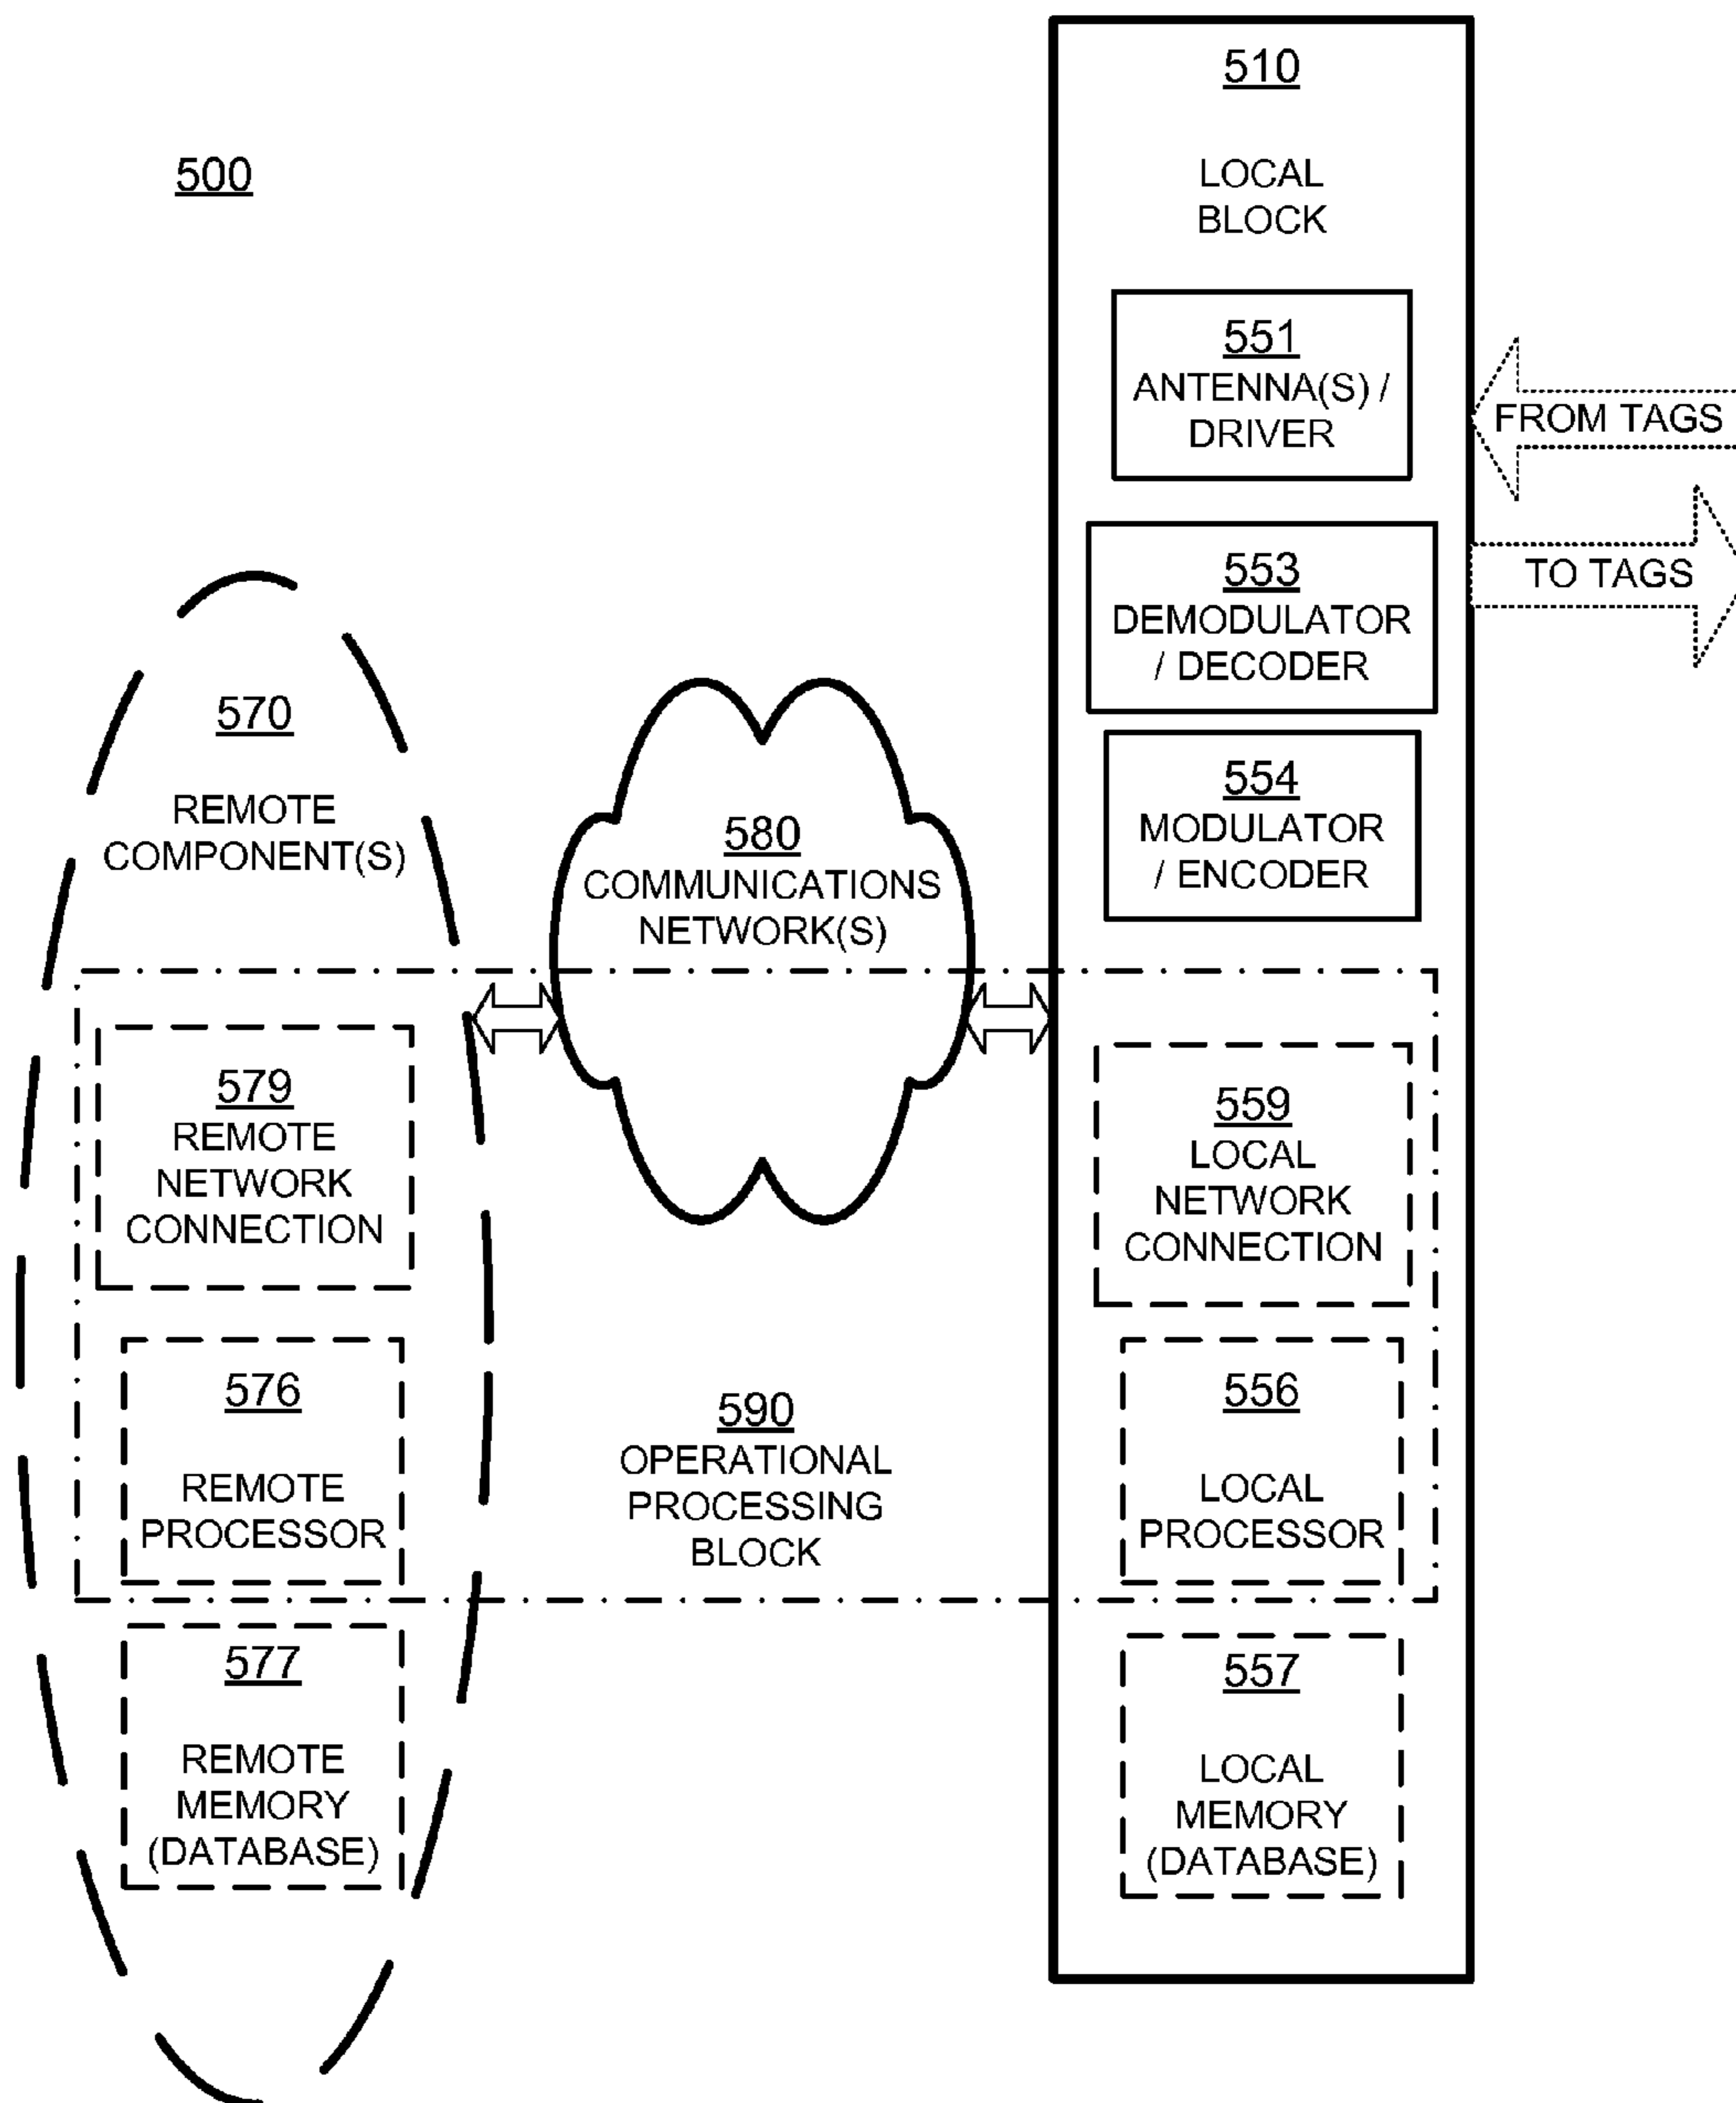 500
510
LOCAL
BLOCK
551
ANTENNA(S) /
DRIVER
FROM TAGS
553
DEMODULATOR
/ DECODER
TO TAGS
554
MODULATOR
/ ENCODER
570
REMOTE
COMPONENT(S)
580
COMMUNICATIONS
NETWORK(S)
579
REMOTE
NETWORK
CONNECTION
559
LOCAL
NETWORK
CONNECTION
576
REMOTE
PROCESSOR
590
OPERATIONAL
PROCESSING
BLOCK
556
LOCAL
PROCESSOR
577
REMOTE
MEMORY
(DATABASE)
557
LOCAL
MEMORY
(DATABASE)